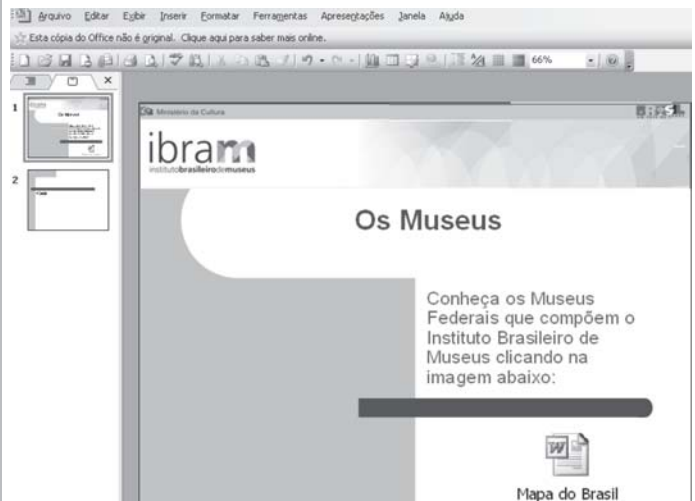 Arquivo Editar Exibir Inserir Formatar Ferramentas Apresentações Janela Ajuda
Esta cópia do Office não é original. Clique aqui para saber mais online.
66%
1
2
Ministério da Cultura
ibram
institutobrasileirodemuseus
Os Museus
Conheça os Museus
Federais que compõem o
Instituto Brasileiro de
Museus clicando na
imagem abaixo:
Mapa do Brasil